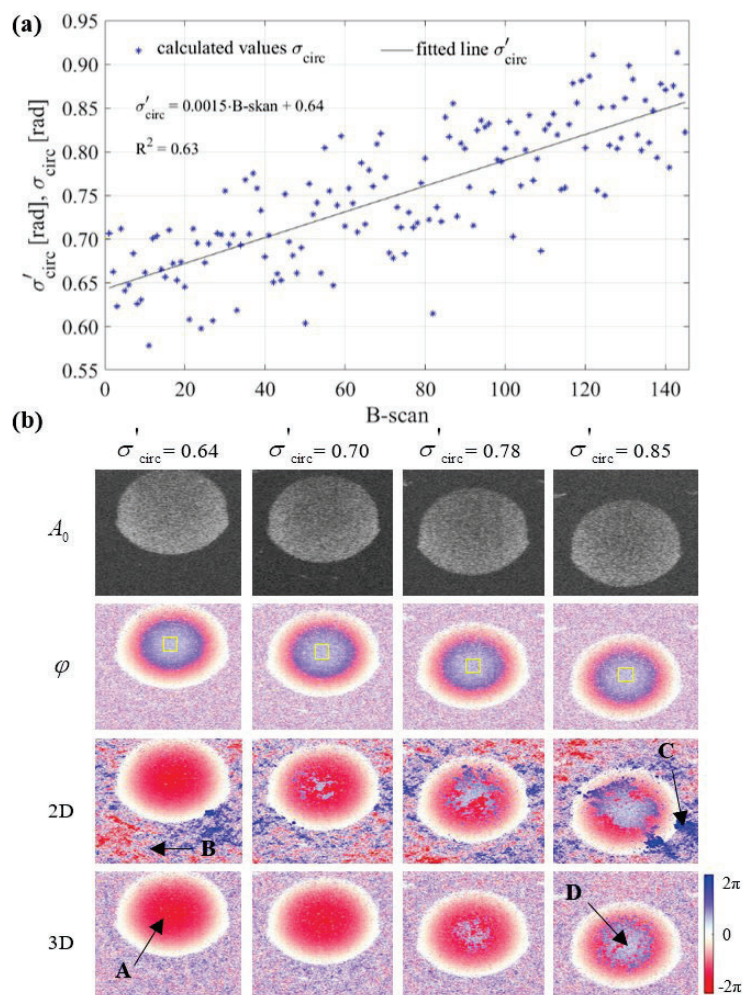 (a)
0.95
0.90
0.85
0.80
0.75
0.70
0.65
0.60
0.55
σ′circ [rad], σcirc [rad]
* calculated values σcirc — fitted line σ′circ
σ′circ = 0.0015·B-skan + 0.64
R² = 0.63
0 20 40 60 80 100 120 140
B-scan
(b)
σ′circ = 0.64 σ′circ = 0.70 σ′circ = 0.78 σ′circ = 0.85
A₀
φ
2D
B
C
3D
A
D
2π
0
-2π